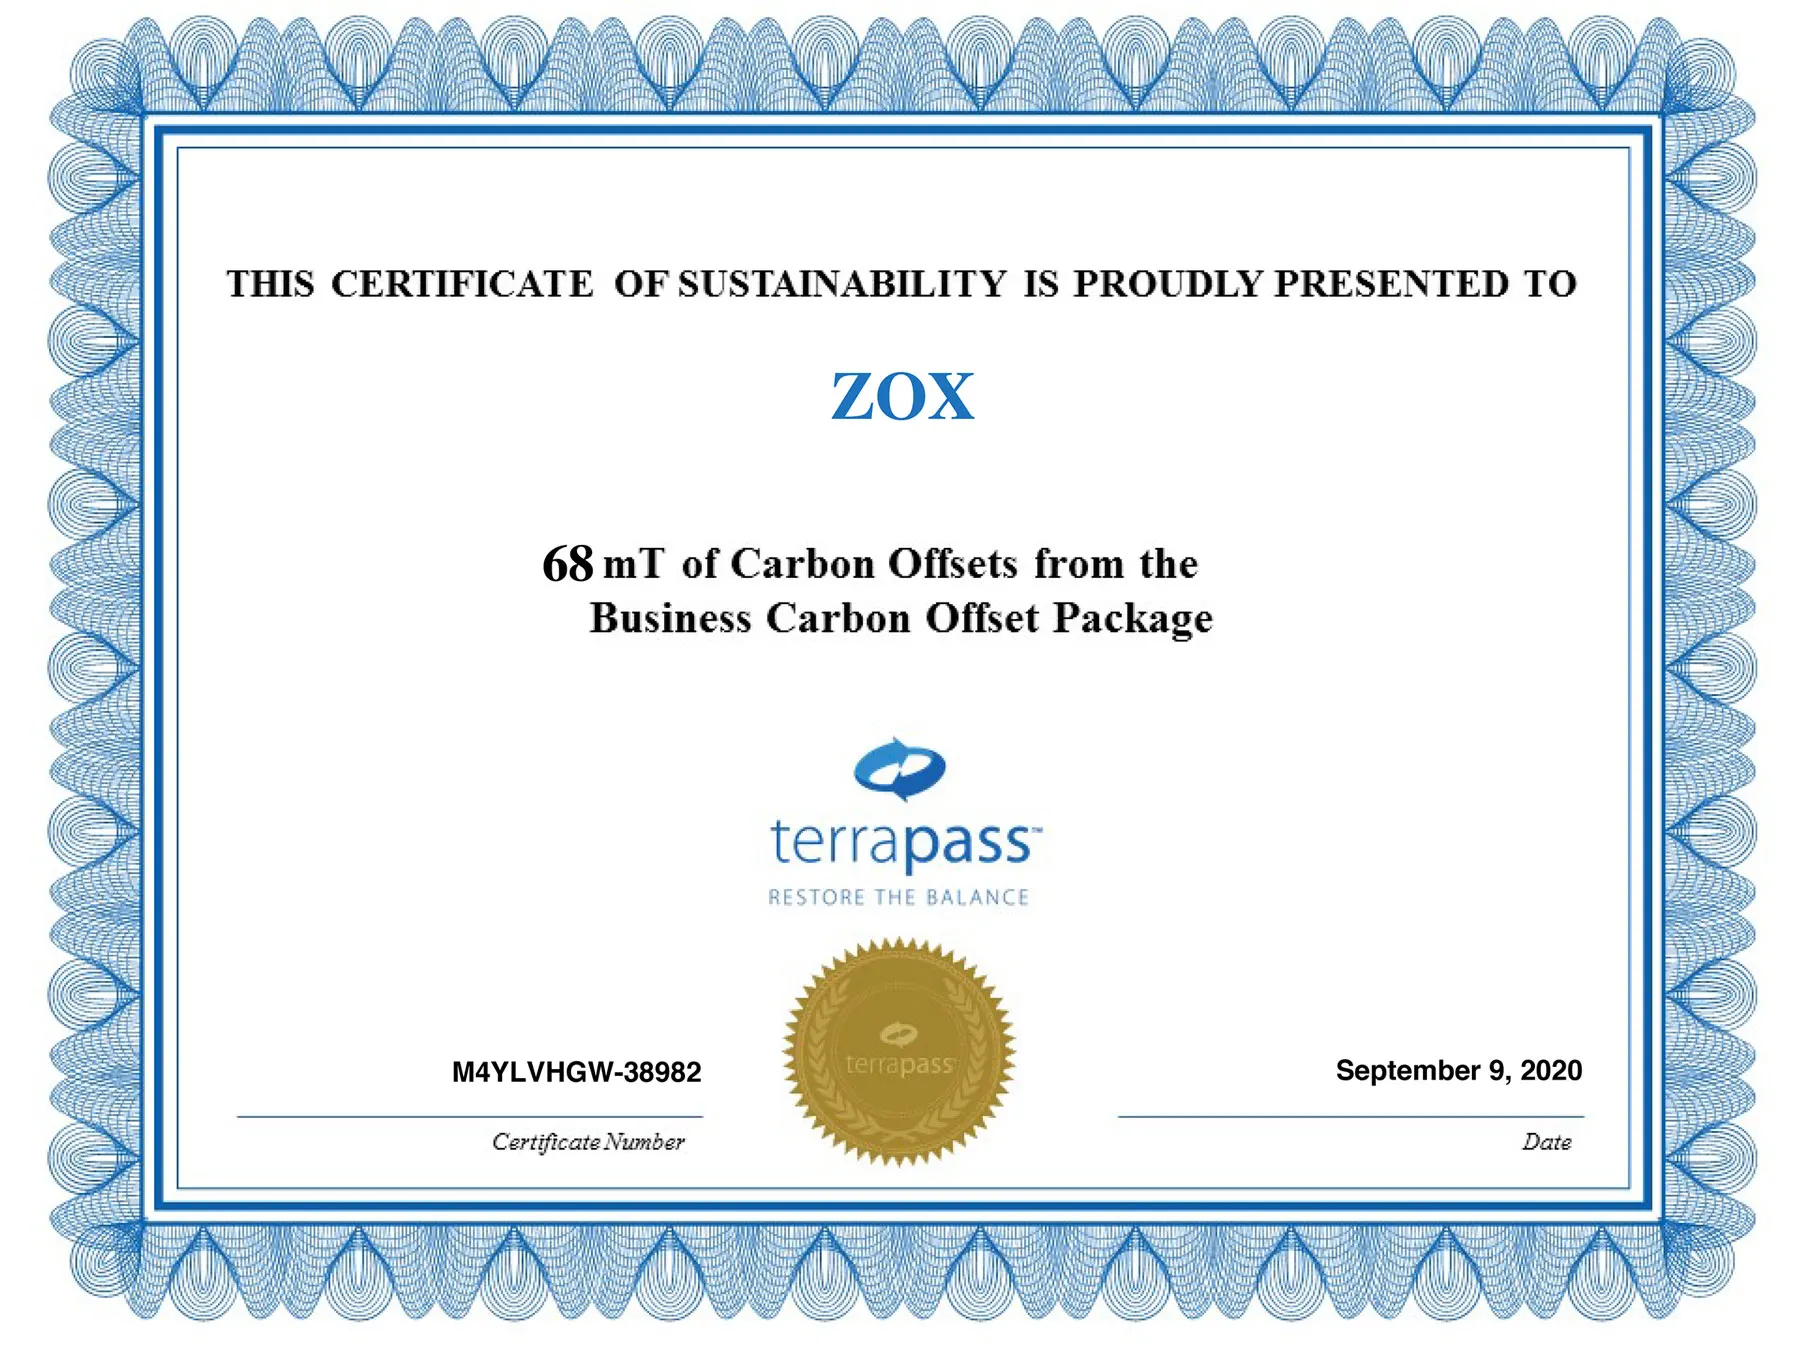 THIS CERTIFICATE OF SUSTAINABILITY IS PROUDLY PRESENTED TO
ZOX
68 mT of Carbon Offsets from the
Business Carbon Offset Package
terrapass™
RESTORE THE BALANCE
terrapass
M4YLVHGW-38982
September 9, 2020
Certificate Number
Date